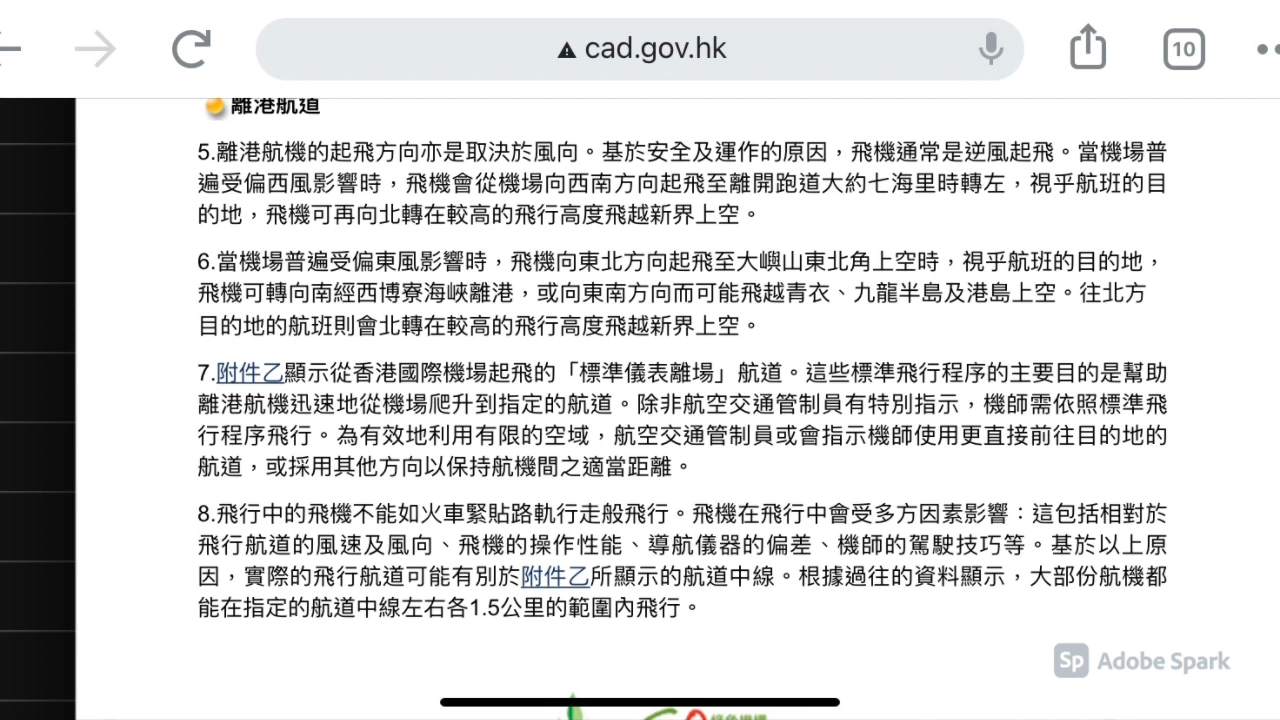 cad.gov.hk
10
離港航道
5.離港航機的起飛方向亦是取決於風向。基於安全及運作的原因，飛機通常是逆風起飛。當機場普
遍受偏西風影響時，飛機會從機場向西南方向起飛至離開跑道大約七海里時轉左，視乎航班的目
的地，飛機可再向北轉在較高的飛行高度飛越新界上空。
6.當機場普遍受偏東風影響時，飛機向東北方向起飛至大嶼山東北角上空時，視乎航班的目的地，
飛機可轉向南經西博寮海峽離港，或向東南方向而可能飛越青衣、九龍半島及港島上空。往北方
目的地的航班則會北轉在較高的飛行高度飛越新界上空。
7.附件乙顯示從香港國際機場起飛的「標準儀表離場」航道。這些標準飛行程序的主要目的是幫助
離港航機迅速地從機場爬升到指定的航道。除非航空交通管制員有特別指示，機師需依照標準飛
行程序飛行。為有效地利用有限的空域，航空交通管制員或會指示機師使用更直接前往目的地的
航道，或採用其他方向以保持航機間之適當距離。
8.飛行中的飛機不能如火車緊貼路軌行走般飛行。飛機在飛行中會受多方因素影響：這包括相對於
飛行航道的風速及風向、飛機的操作性能、導航儀器的偏差、機師的駕駛技巧等。基於以上原
因，實際的飛行航道可能有別於附件乙所顯示的航道中線。根據過往的資料顯示，大部份航機都
能在指定的航道中線左右各1.5公里的範圍內飛行。
Sp Adobe Spark